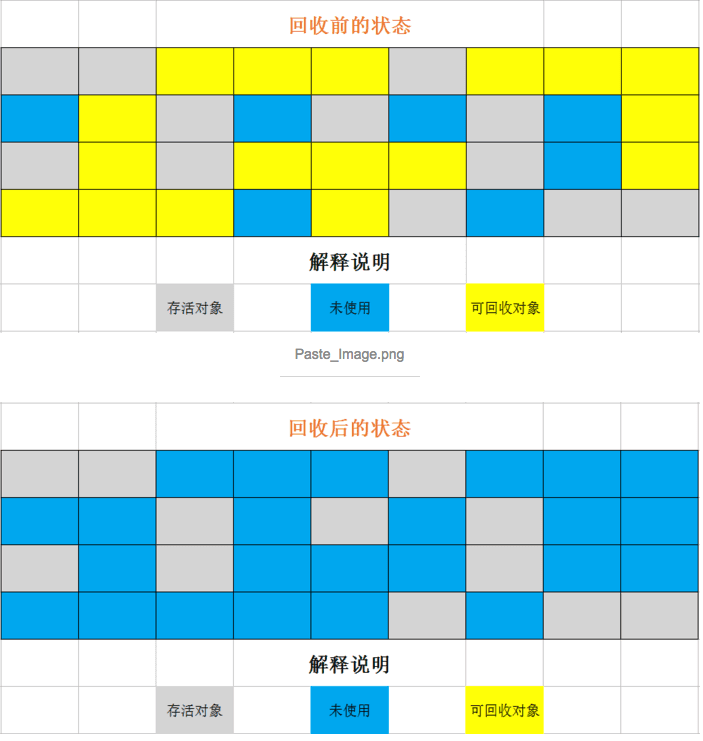 回收前的状态
解释说明
存活对象
未使用
可回收对象
Paste_Image.png
回收后的状态
解释说明
存活对象
未使用
可回收对象